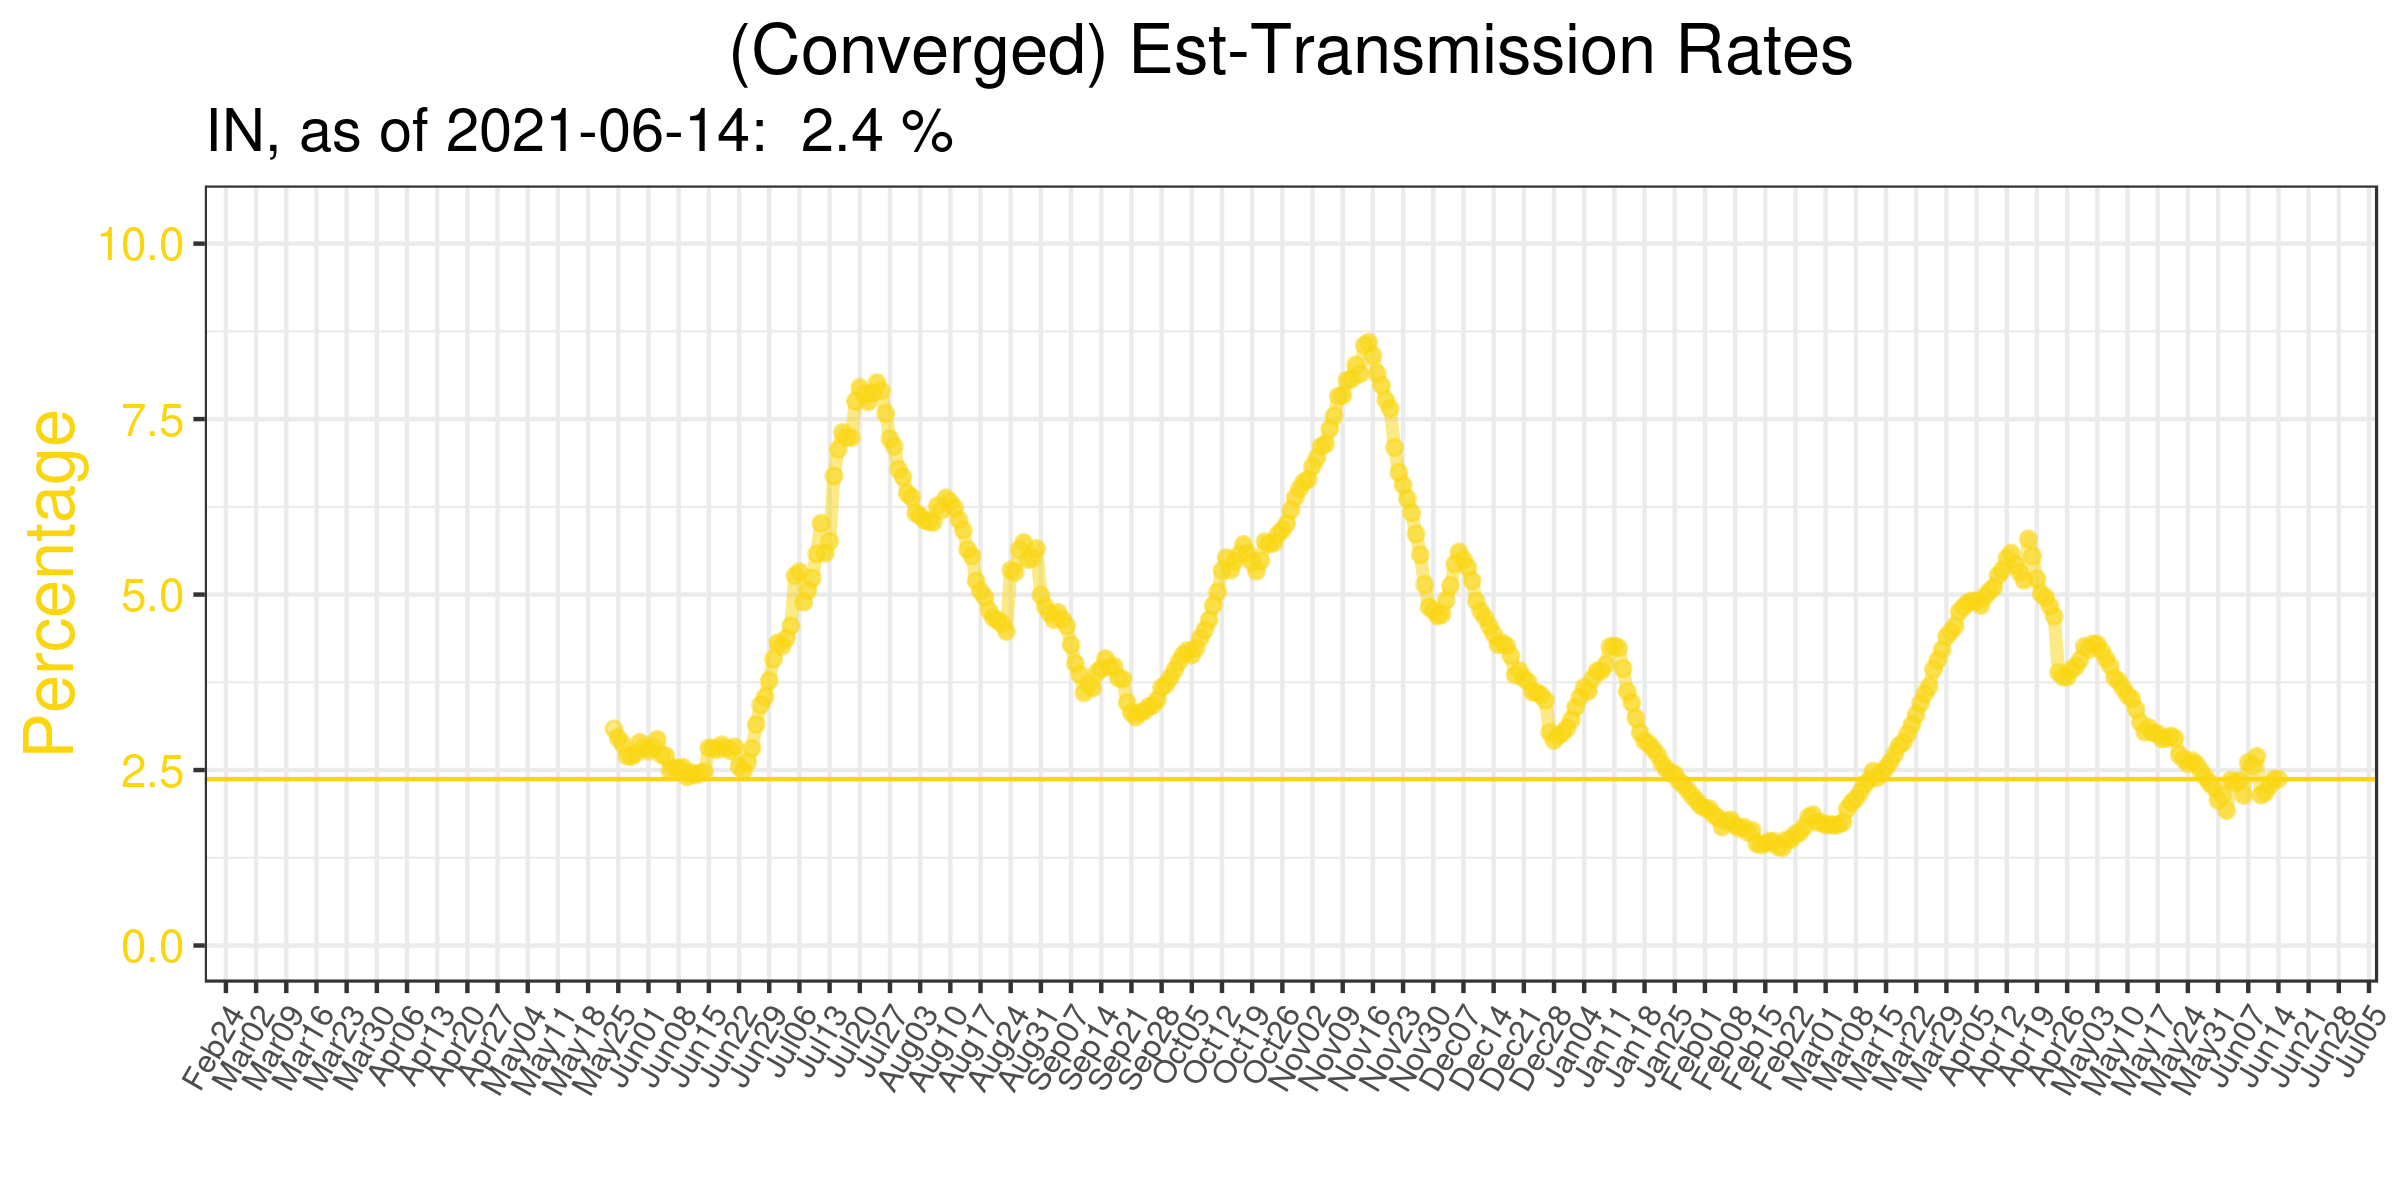 (Converged) Est-Transmission Rates
IN, as of 2021-06-14: 2.4 %
Percentage
10.0
7.5
5.0
2.5
0.0
Feb24
Mar02
Mar09
Mar16
Mar23
Mar30
Apr06
Apr13
Apr20
Apr27
May04
May11
May18
May25
Jun01
Jun08
Jun15
Jun22
Jun29
Jul06
Jul13
Jul20
Jul27
Aug03
Aug10
Aug17
Aug24
Aug31
Sep07
Sep14
Sep21
Sep28
Oct05
Oct12
Oct19
Oct26
Nov02
Nov09
Nov16
Nov23
Nov30
Dec07
Dec14
Dec21
Dec28
Jan04
Jan11
Jan18
Jan25
Feb01
Feb08
Feb15
Feb22
Mar01
Mar08
Mar15
Mar22
Mar29
Apr05
Apr12
Apr19
Apr26
May03
May10
May17
May24
May31
Jun07
Jun14
Jun21
Jun28
Jul05